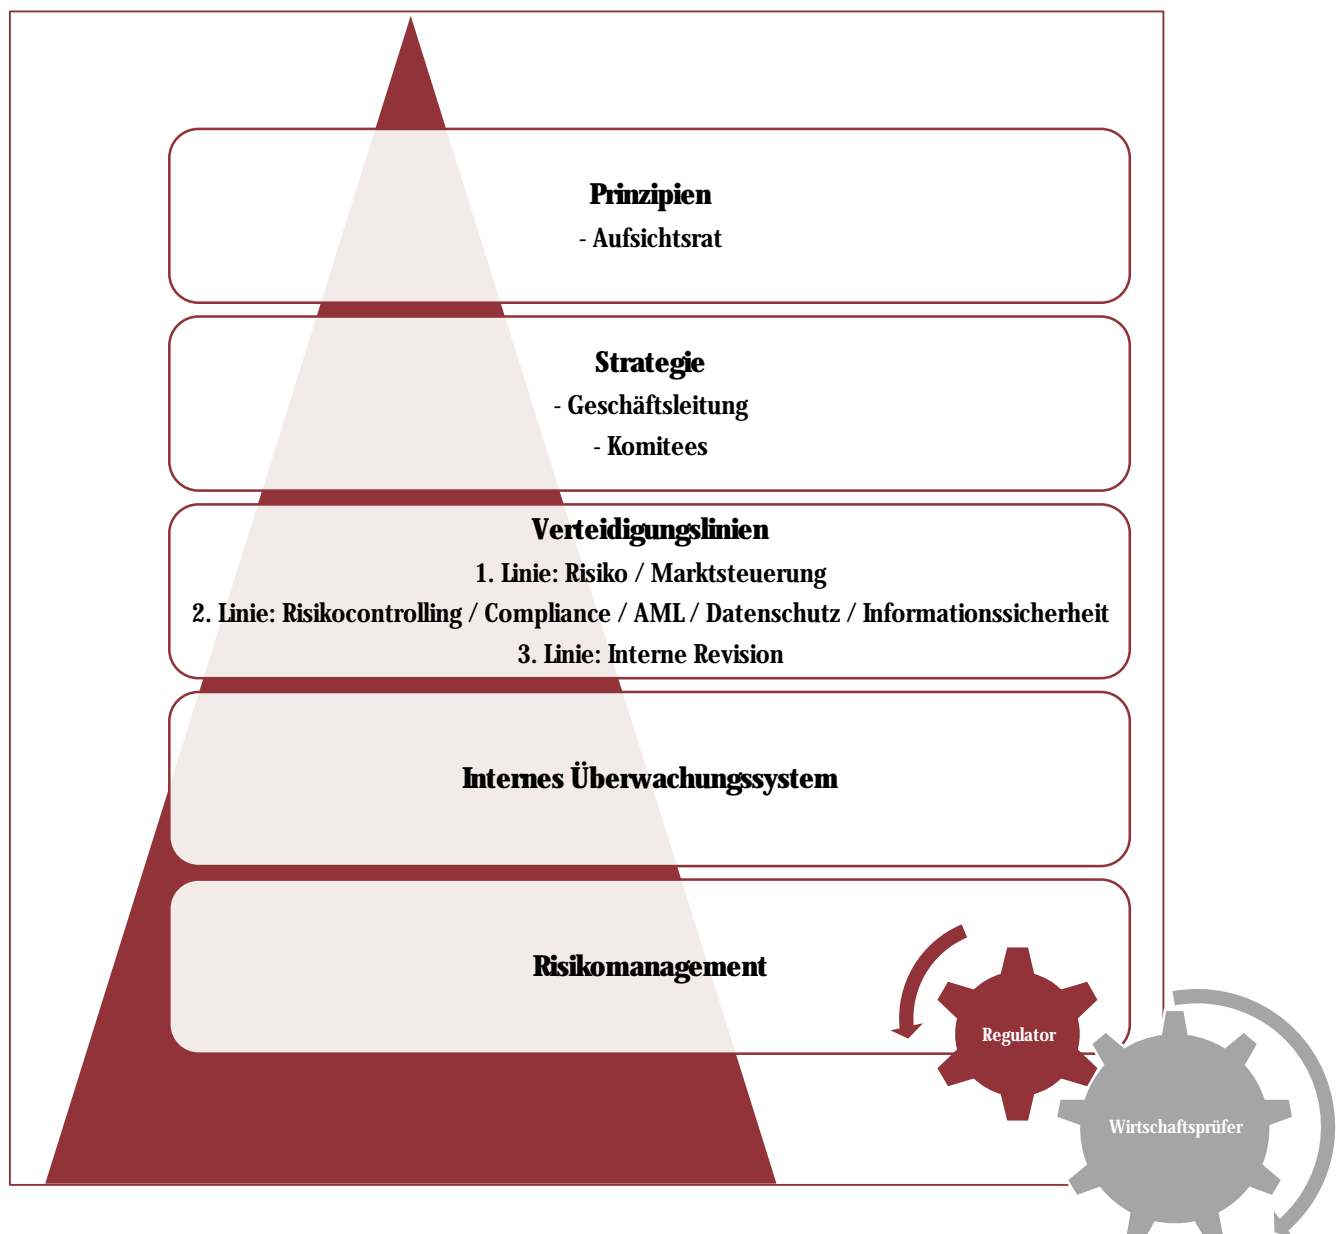 Prinzipien
- Aufsichtsrat
Strategie
- Geschäftsleitung
- Komitees
Verteidigungslinien
1. Linie: Risiko / Marktsteuerung
2. Linie: Risikocontrolling / Compliance / AML / Datenschutz / Informationssicherheit
3. Linie: Interne Revision
Internes Überwachungssystem
Risikomanagement
Regulator
Wirtschaftsprüfer